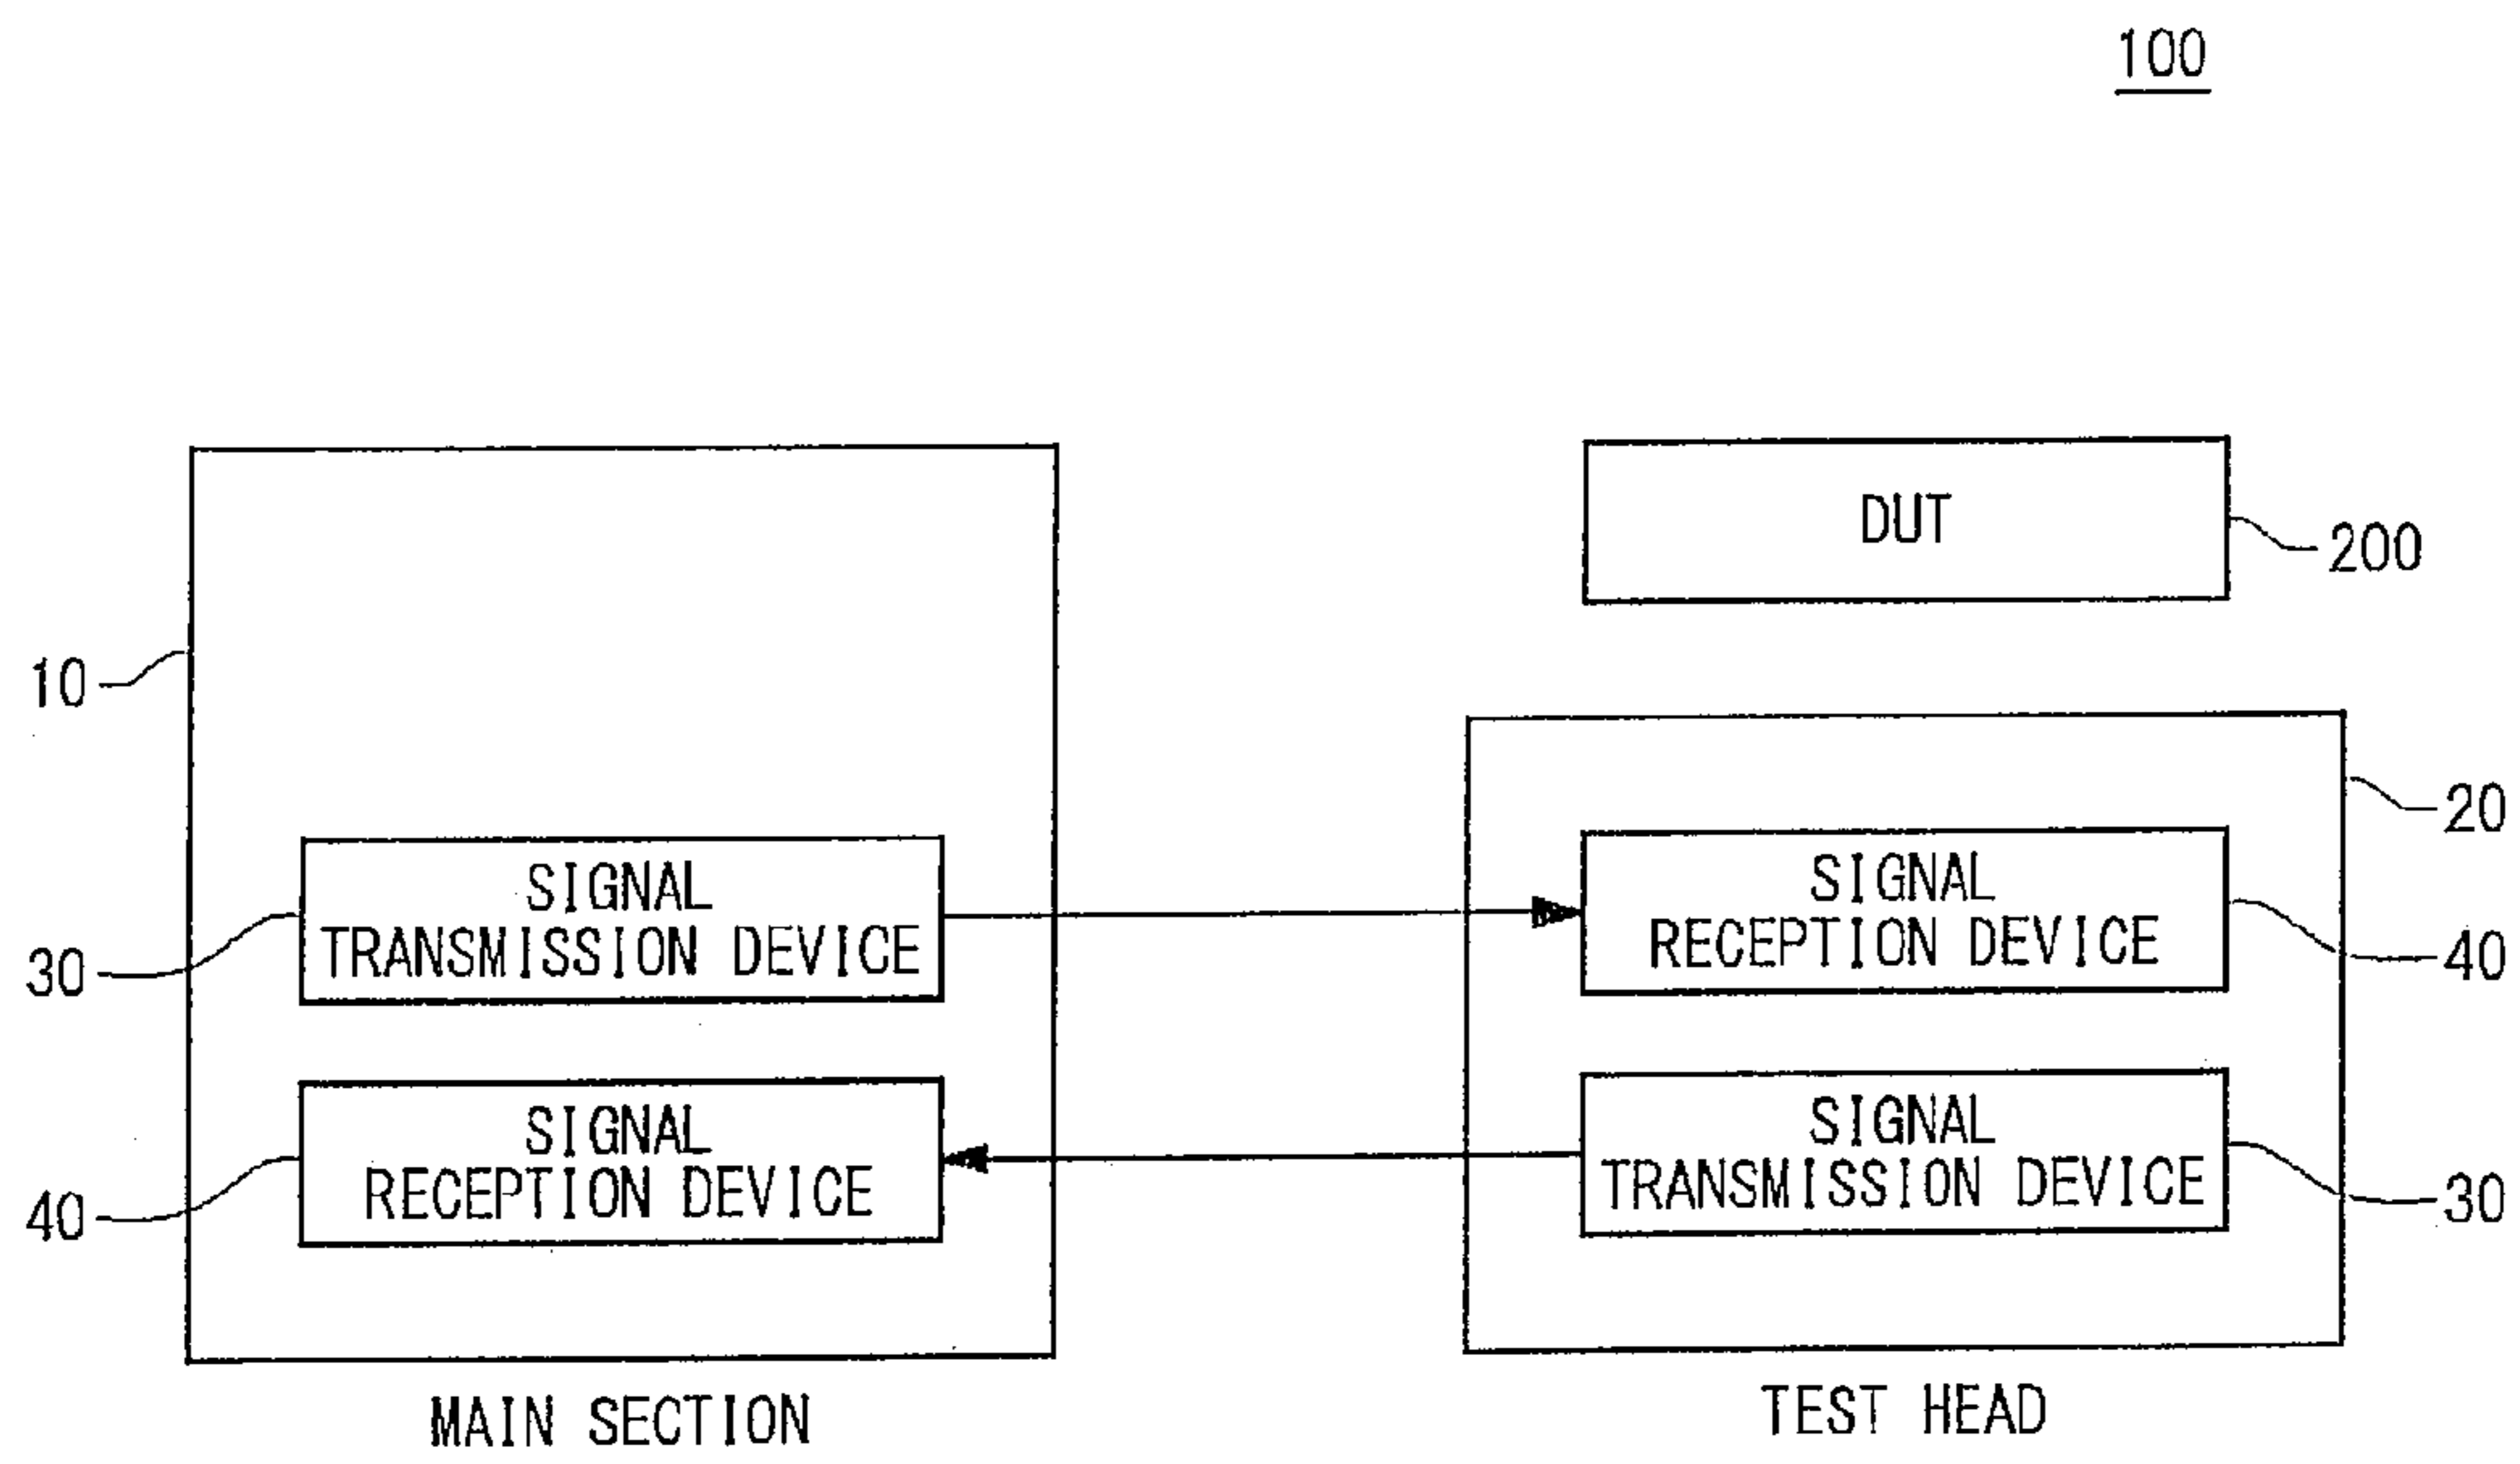 100
DUT
200
10
20
SIGNAL
TRANSMISSION DEVICE
30
SIGNAL
RECEPTION DEVICE
40
SIGNAL
RECEPTION DEVICE
40
SIGNAL
TRANSMISSION DEVICE
30
MAIN SECTION
TEST HEAD